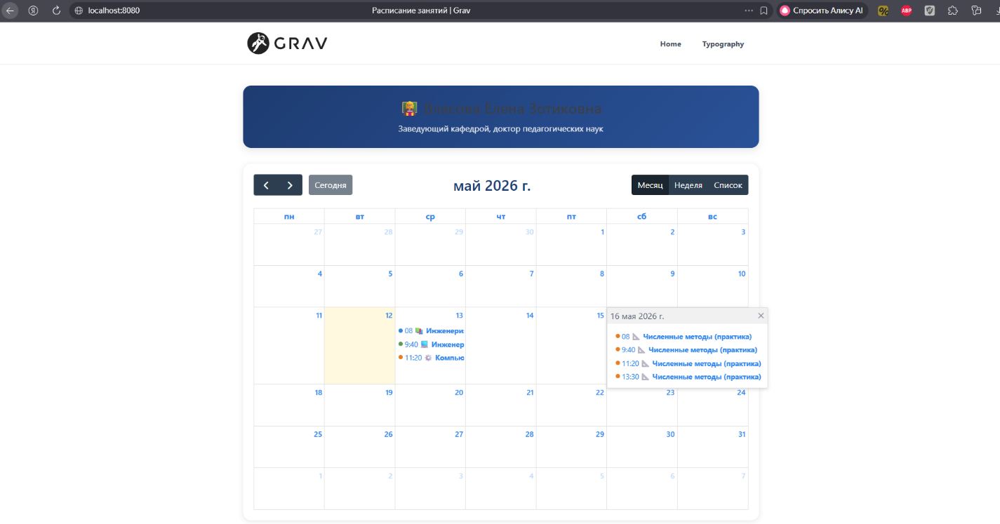 localhost:8080 Расписание занятий | Grav Спросить Алису AI ABP
GRAV Home Typography
Власова Елена Зотиковна
Заведующий кафедрой, доктор педагогических наук
Сегодня май 2026 г. Месяц Неделя Список
пн вт ср чт пт сб вс
27 28 29 30 1 2 3
4 5 6 7 8 9 10
11 12 13 14 15
16 мая 2026 г.
08 Инженери
9:40 Инженер
11:20 Компью
08 Численные методы (практика)
9:40 Численные методы (практика)
11:20 Численные методы (практика)
13:30 Численные методы (практика)
18 19 20 21 22 23 24
25 26 27 28 29 30 31
1 2 3 4 5 6 7